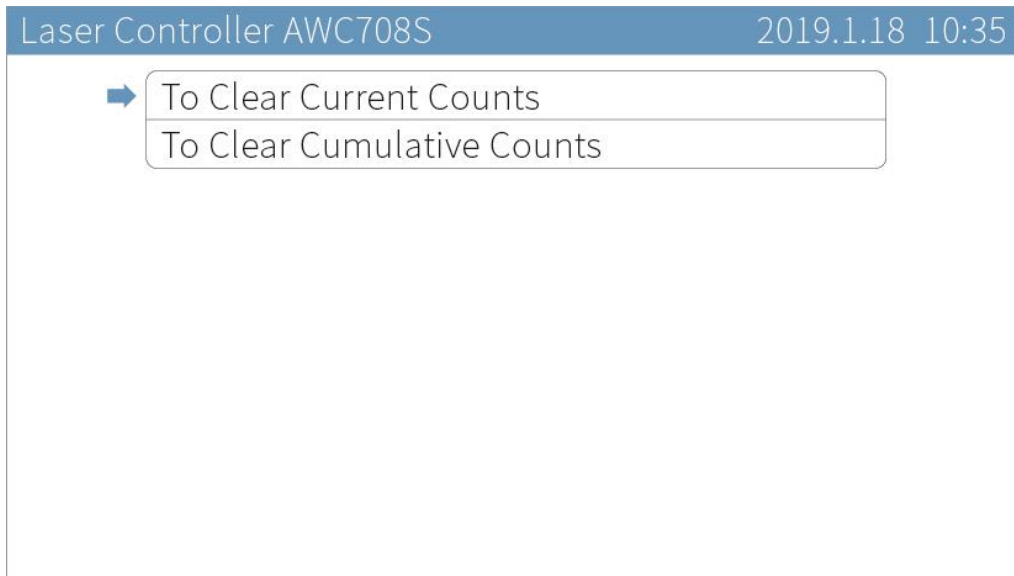 Laser Controller AWC708S 2019.1.18 10:35
To Clear Current Counts
To Clear Cumulative Counts